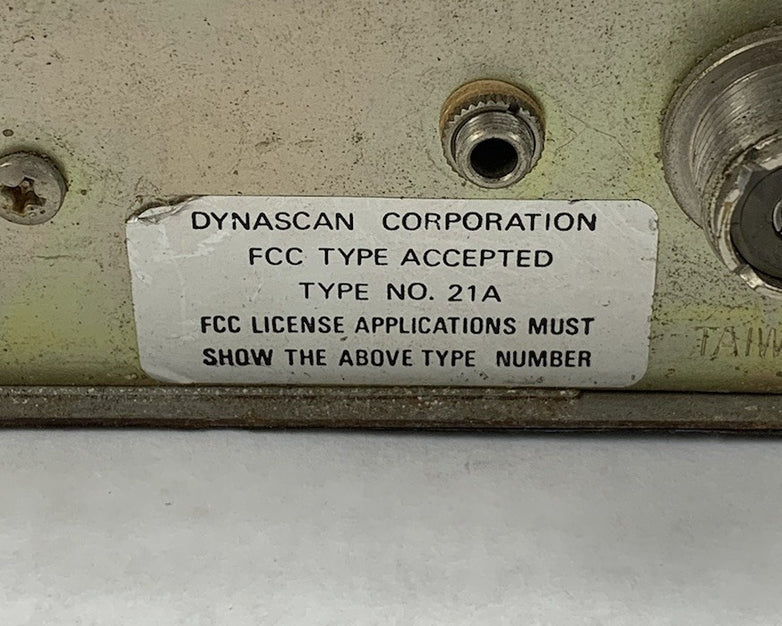 DYNASCAN CORPORATION
FCC TYPE ACCEPTED
TYPE NO. 21A
FCC LICENSE APPLICATIONS MUST
SHOW THE ABOVE TYPE NUMBER